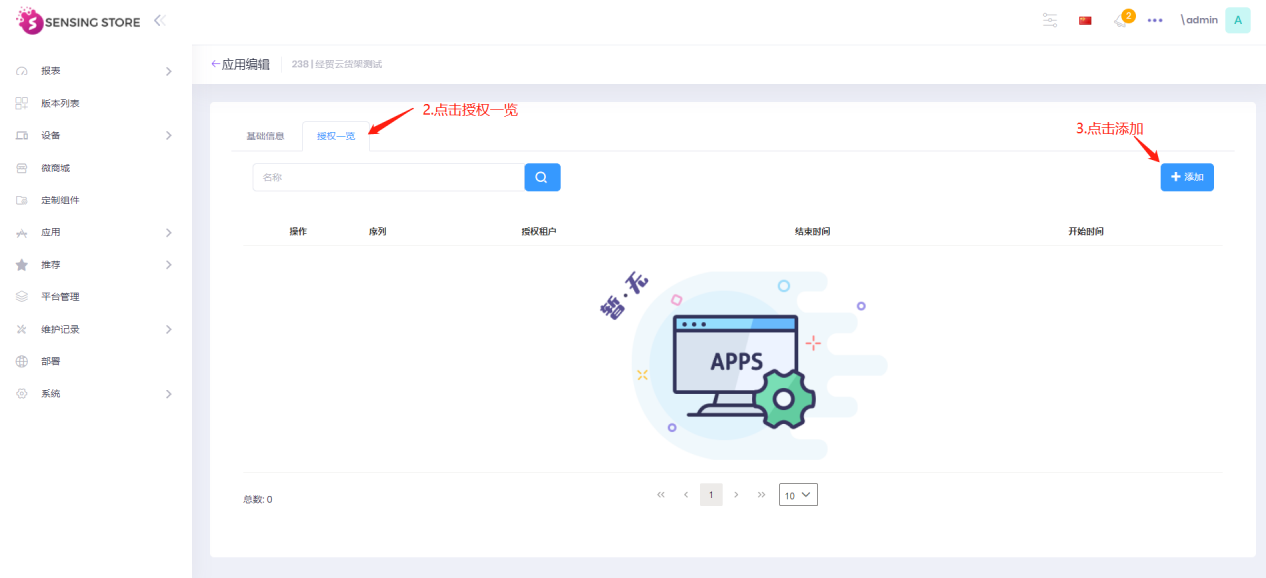 SENSING STORE
2
\admin
A
报表
版本列表
设备
微商城
定制组件
应用
推荐
平台管理
维护记录
部署
系统
应用编辑
238 | 经贸云货架测试
2.点击授权一览
3.点击添加
基础信息
授权一览
名称
添加
操作
序列
授权租户
结束时间
开始时间
暂·无
APPS
总数: 0
1
10